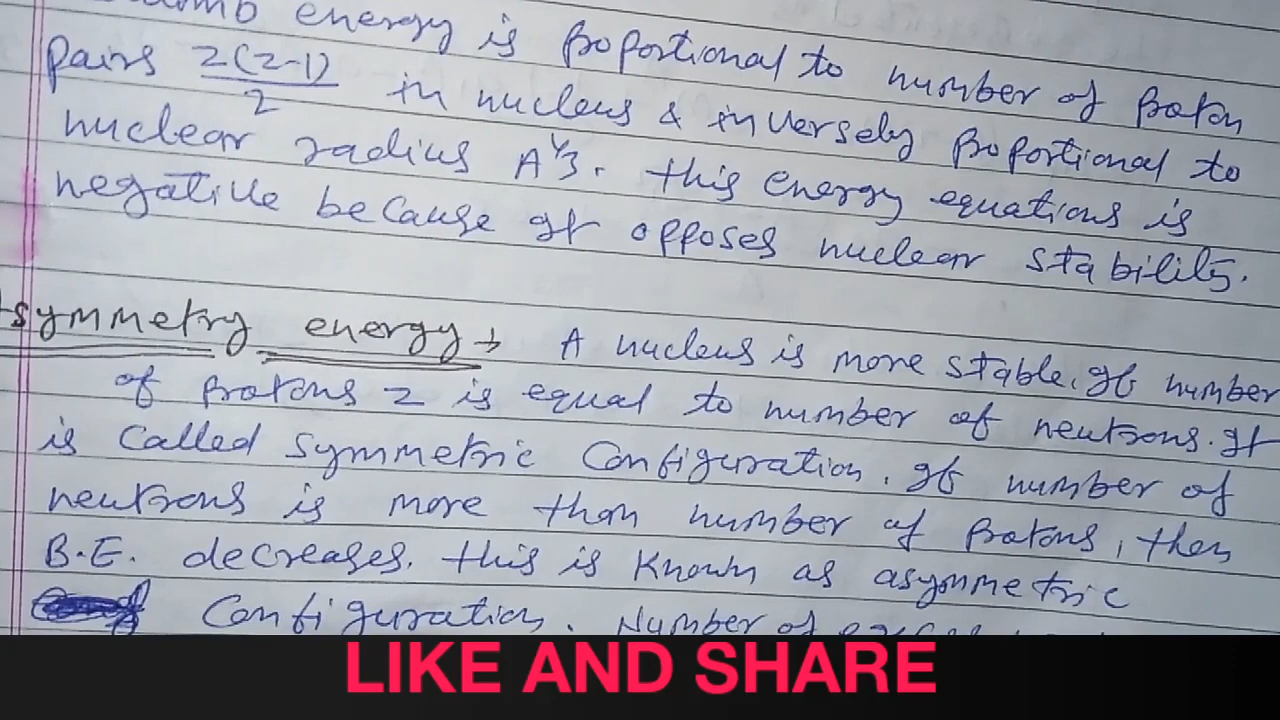 energy is proportional to number of proton
pairs Z(Z-1)/2 in nucleus & inversely proportional to
nuclear radius A^1/3. this energy equations is
negative because It opposes nuclear stability.
symmetry energy → A nucleus is more stable, If number
of protons Z is equal to number of neutrons. It
is called symmetric Configuration. If number of
neutrons is more than number of protons, then
B.E. decreases. this is known as asymmetric
Configuration. Number of
LIKE AND SHARE